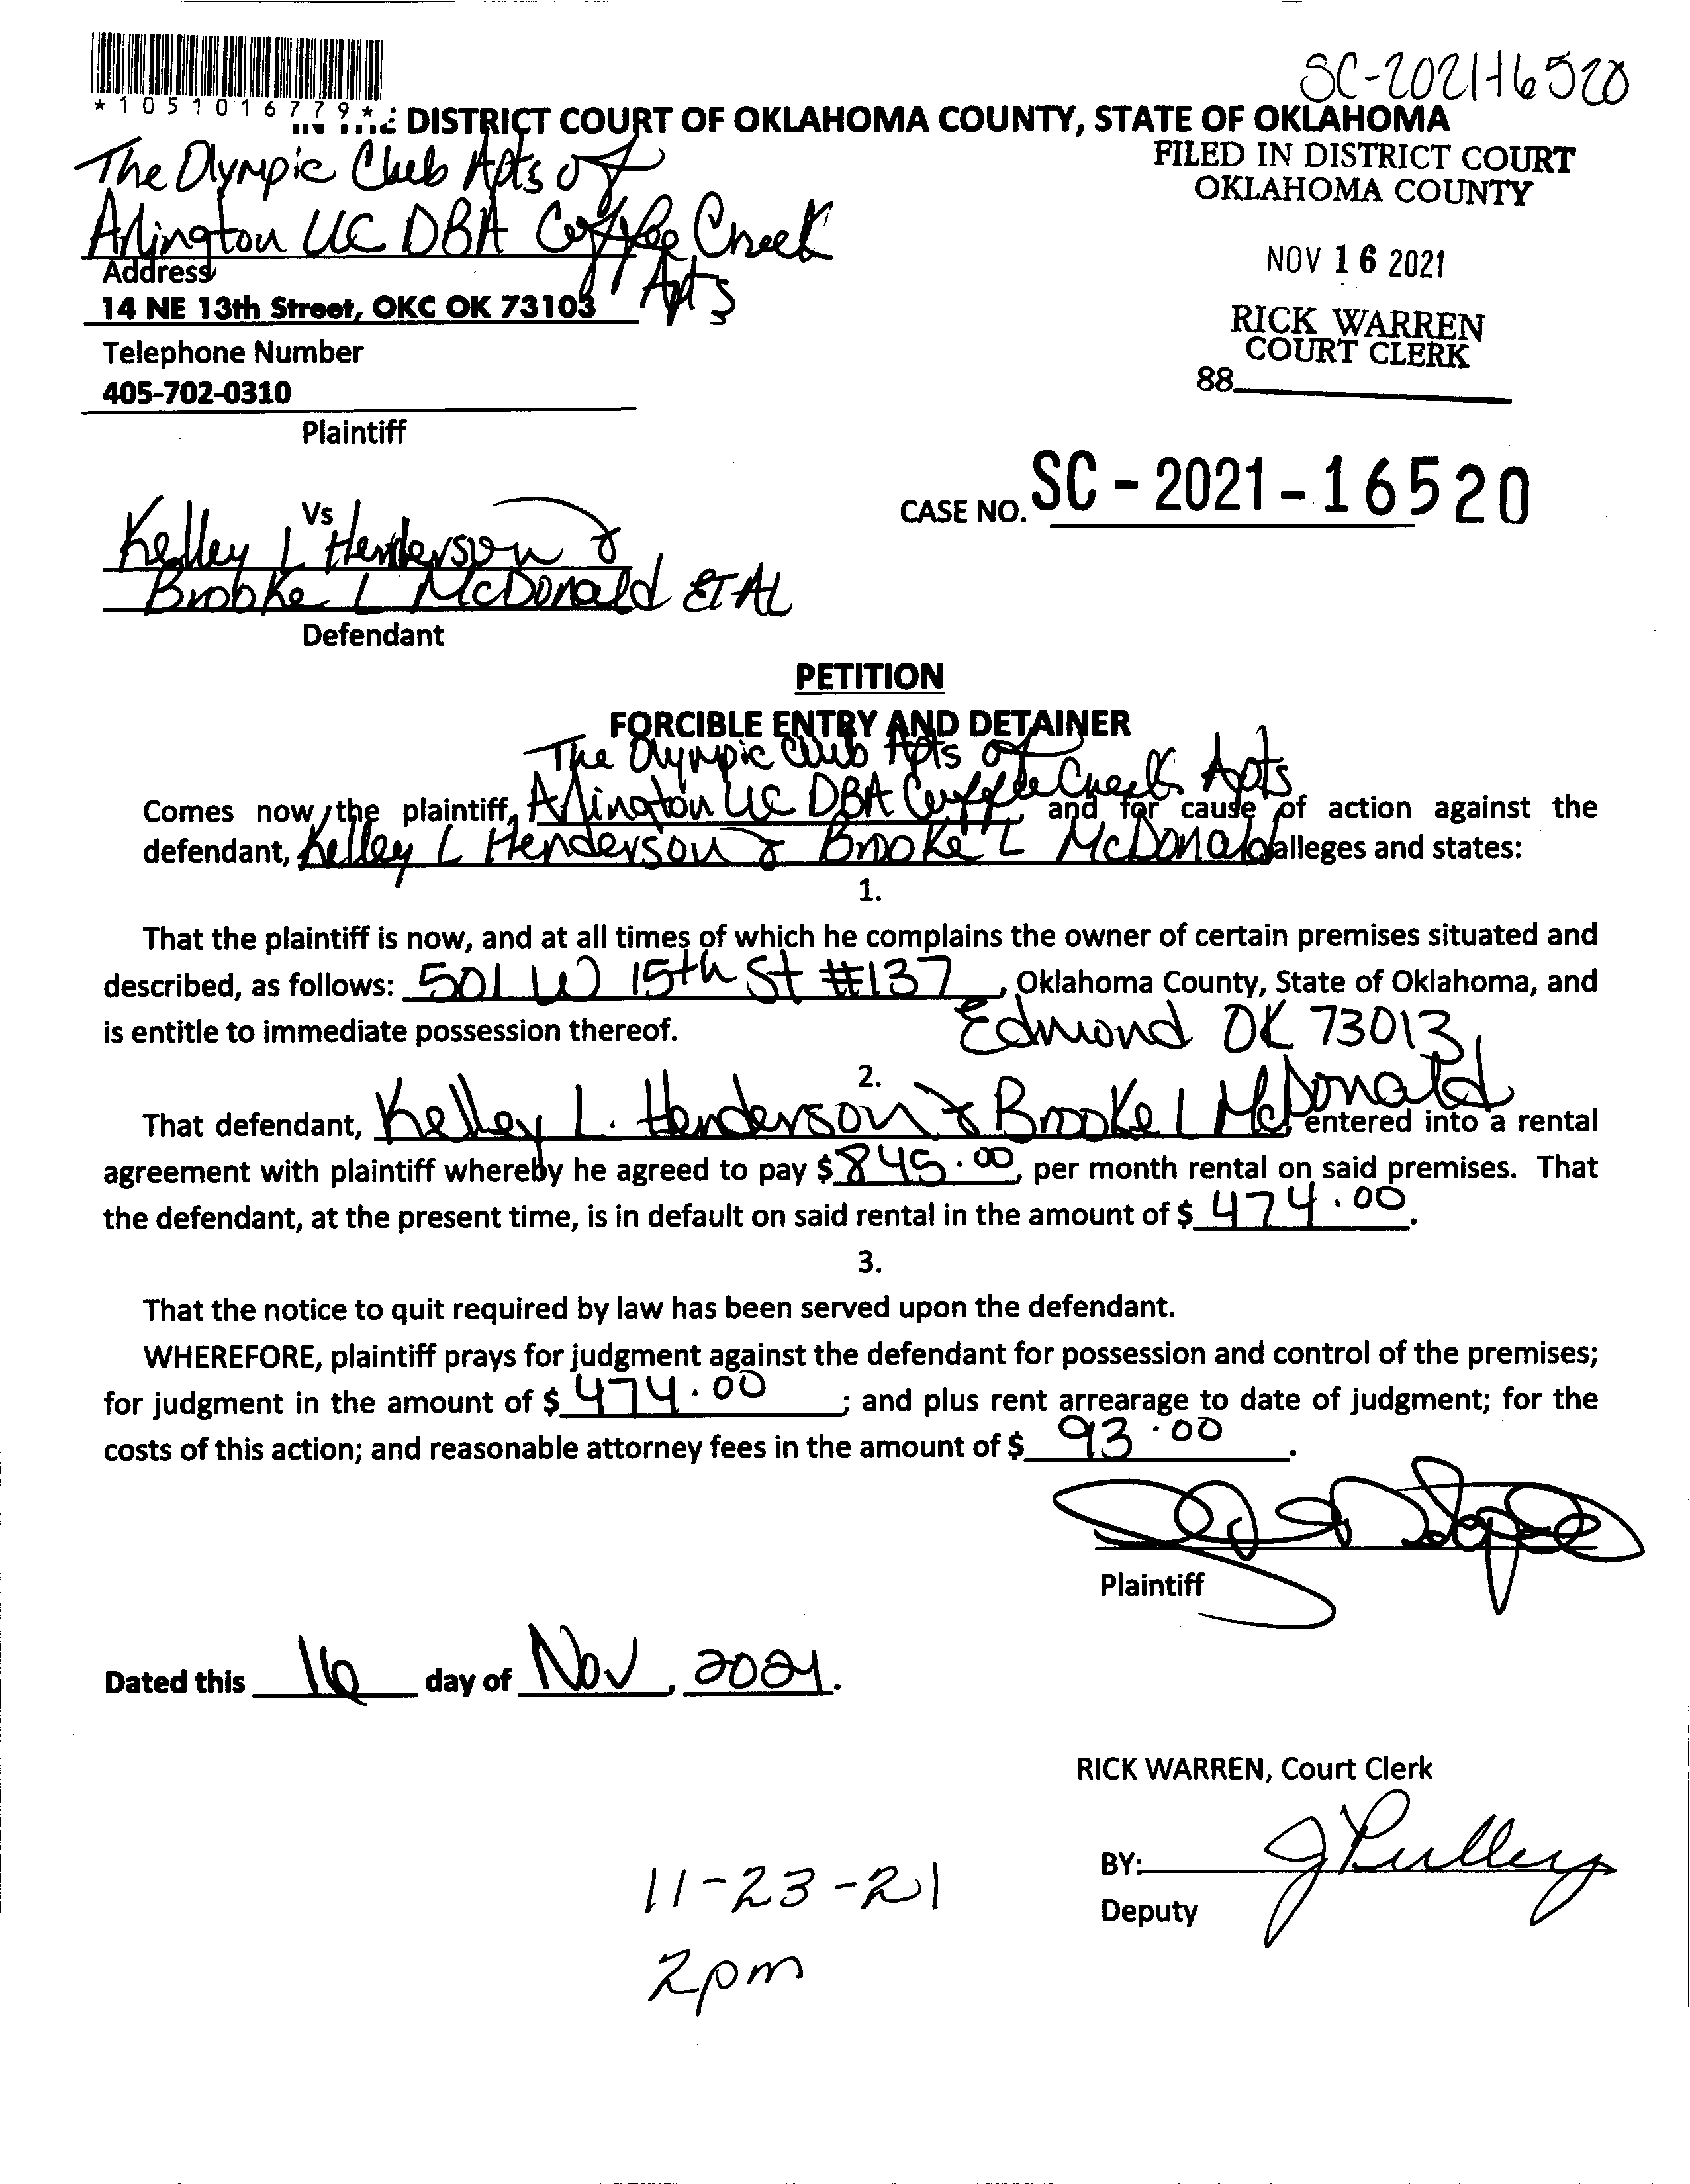 SC-2021-16520
*1051016779*
DISTRICT COURT OF OKLAHOMA COUNTY, STATE OF OKLAHOMA
The Olympic Club Apts of
Arlington LLC DBA Coffee Creek
Apts
FILED IN DISTRICT COURT
OKLAHOMA COUNTY
NOV 16 2021
RICK WARREN
COURT CLERK
88
Address
14 NE 13th Street, OKC OK 73103
Telephone Number
405-702-0310
Plaintiff
Vs
CASE NO. SC-2021-16520
Kelley L Henderson &
Brooke L McDonald ET AL
Defendant
PETITION
FORCIBLE ENTRY AND DETAINER
The Olympic Club Apts of
Comes now, the plaintiff, Arlington LLC DBA Coffee Creek Apts and for cause of action against the
defendant, Kelley L Henderson & Brooke L McDonald alleges and states:
1.
That the plaintiff is now, and at all times of which he complains the owner of certain premises situated and
described, as follows: 501 W 15th St #137, Oklahoma County, State of Oklahoma, and
is entitle to immediate possession thereof. Edmond OK 73013
2.
That defendant, Kelley L. Henderson & Brooke L McDonald entered into a rental
agreement with plaintiff whereby he agreed to pay $ 845.00, per month rental on said premises. That
the defendant, at the present time, is in default on said rental in the amount of $ 474.00.
3.
That the notice to quit required by law has been served upon the defendant.
WHEREFORE, plaintiff prays for judgment against the defendant for possession and control of the premises;
for judgment in the amount of $ 474.00; and plus rent arrearage to date of judgment; for the
costs of this action; and reasonable attorney fees in the amount of $ 93.00.
Plaintiff
Dated this 16 day of Nov, 2021.
RICK WARREN, Court Clerk
BY: J Pulley
Deputy
11-23-21
2pm